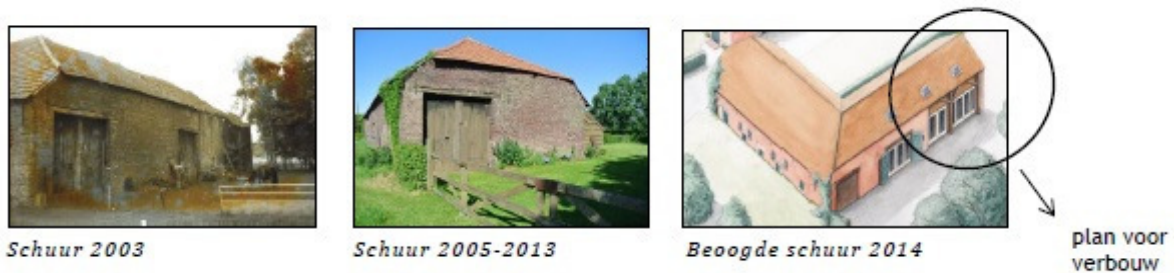 Schuur 2003
Schuur 2005-2013
Beoogde schuur 2014
plan voor
verbouw